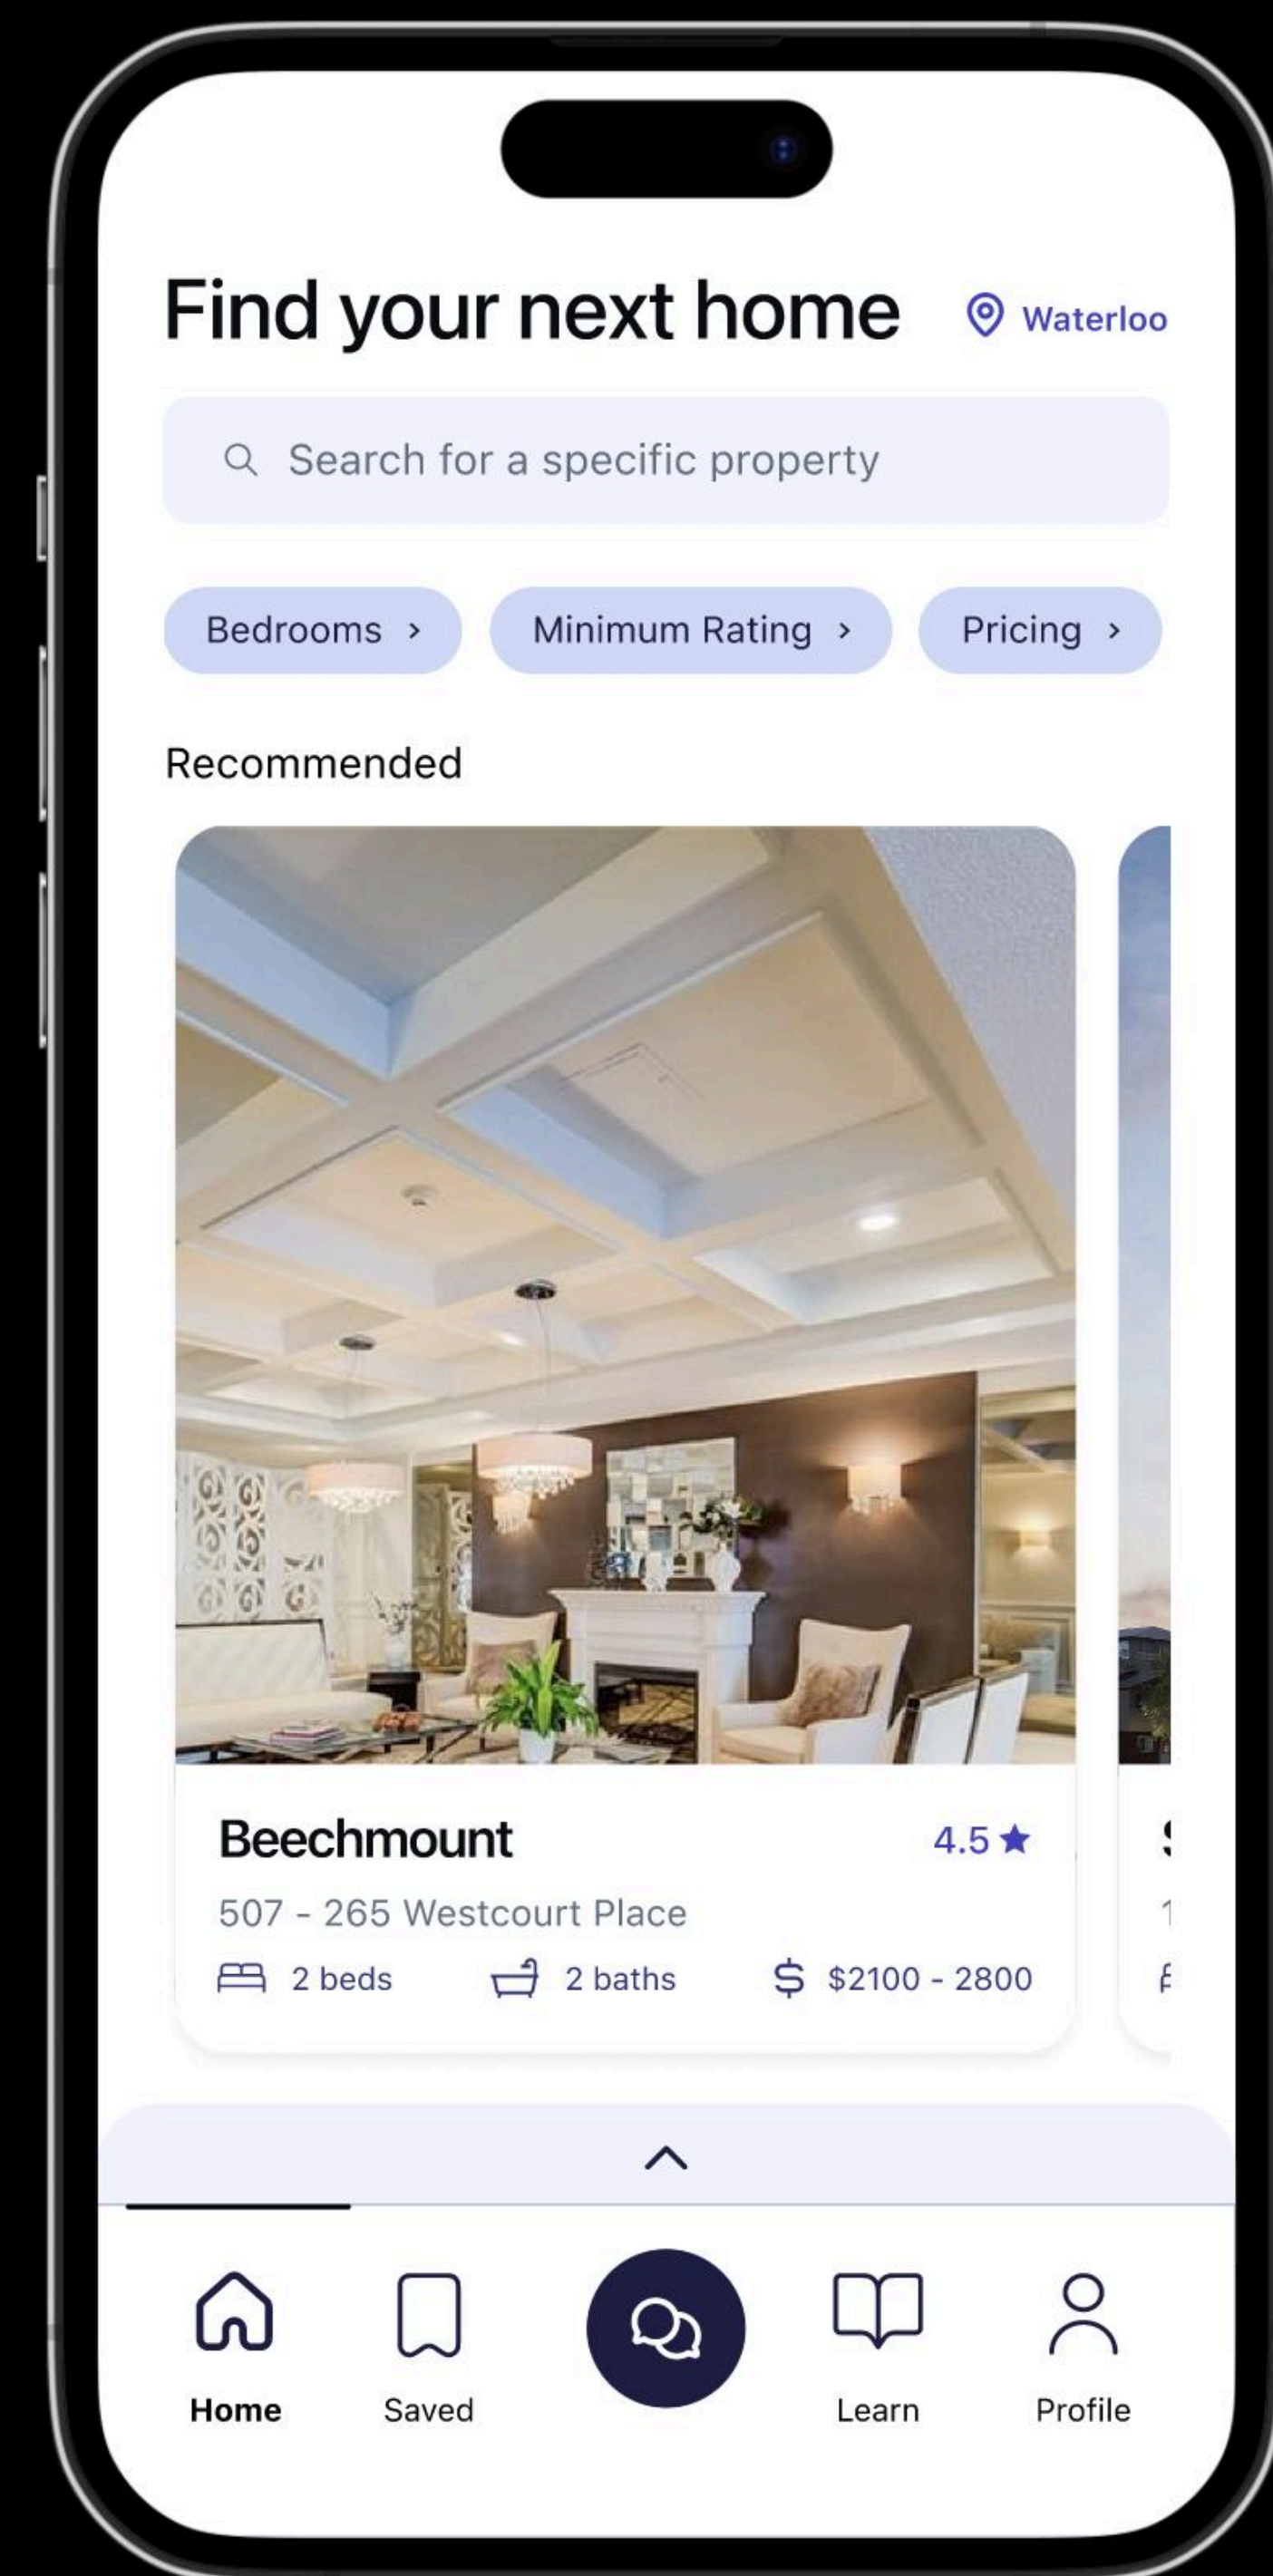 Find your next home
Waterloo
Search for a specific property
Bedrooms >
Minimum Rating >
Pricing >
Recommended
Beechmount
4.5 ★
507 - 265 Westcourt Place
2 beds
2 baths
$ $2100 - 2800
Home
Saved
Learn
Profile